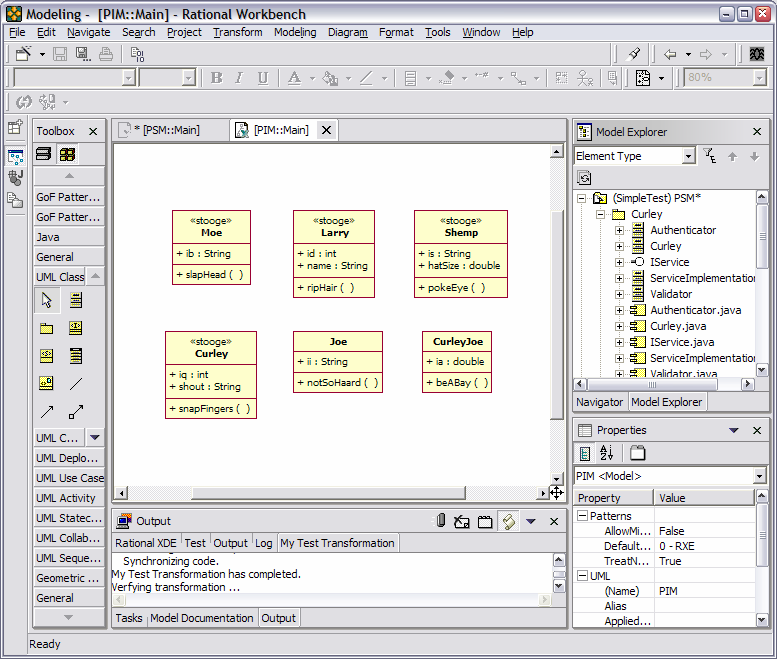 Modeling - [PIM::Main] - Rational Workbench
File Edit Navigate Search Project Transform Modeling Diagram Format Tools Window Help
B I U A 80%
Toolbox
* [PSM::Main]
[PIM::Main]
GoF Patter...
GoF Patter...
Java
General
UML Class
UML C...
UML Deplo...
UML Use Case
UML Activity
UML Statec...
UML Collab...
UML Seque...
Geometric ...
General
«stooge»
Moe
+ ib : String
+ slapHead ( )
«stooge»
Larry
+ id : int
+ name : String
+ ripHair ( )
«stooge»
Shemp
+ is : String
+ hatSize : double
+ pokeEye ( )
«stooge»
Curley
+ iq : int
+ shout : String
+ snapFingers ( )
Joe
+ ii : String
+ notSoHaard ( )
CurleyJoe
+ ia : double
+ beABay ( )
Output
Rational XDE Test Output Log My Test Transformation
Synchronizing code.
My Test Transformation has completed.
Verfying transformation ...
Tasks Model Documentation Output
Model Explorer
Element Type
(SimpleTest) PSM*
Curley
Authenticator
Curley
IService
ServiceImplementatio
Validator
Authenticator.java
Curley.java
IService.java
ServiceImplementatio
Validator.java
Navigator Model Explorer
Properties
PIM <Model>
Property Value
Patterns
AllowMi... False
Default... 0 - RXE
TreatN... True
UML
(Name) PIM
Alias
Applied...
Ready